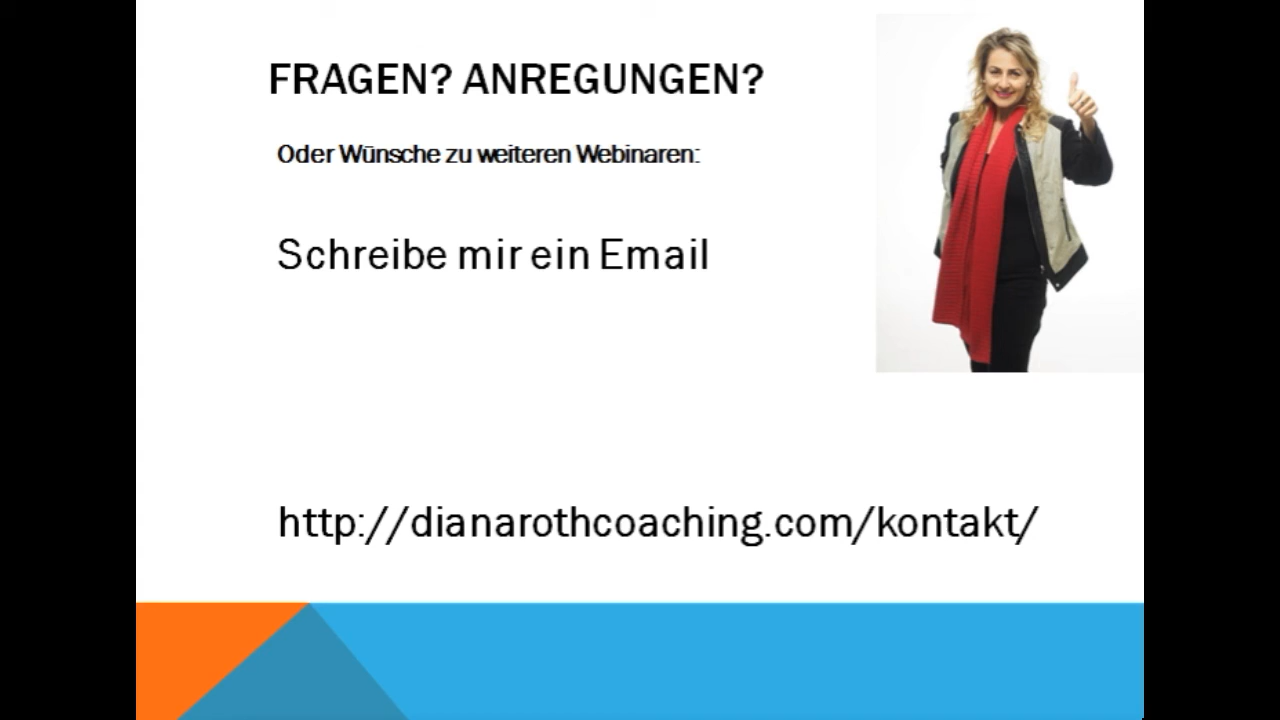 FRAGEN? ANREGUNGEN?
Oder Wünsche zu weiteren Webinaren:
Schreibe mir ein Email
http://dianarothcoaching.com/kontakt/